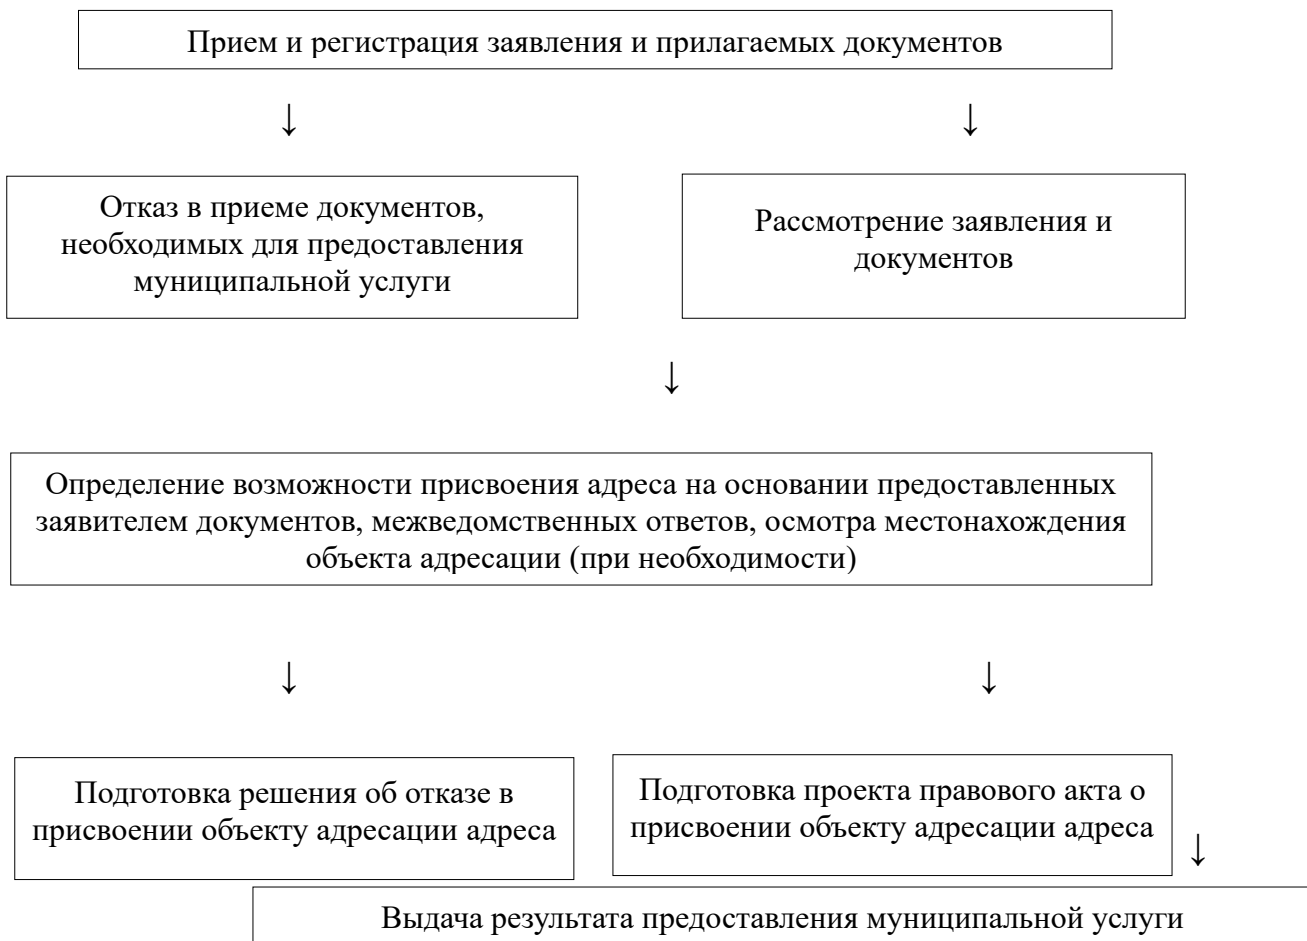 Прием и регистрация заявления и прилагаемых документов
↓ ↓
Отказ в приеме документов,
необходимых для предоставления
муниципальной услуги
Рассмотрение заявления и
документов
↓
Определение возможности присвоения адреса на основании предоставленных
заявителем документов, межведомственных ответов, осмотра местонахождения
объекта адресации (при необходимости)
↓ ↓
Подготовка решения об отказе в
присвоении объекту адресации адреса
Подготовка проекта правового акта о
присвоении объекту адресации адреса
↓
Выдача результата предоставления муниципальной услуги